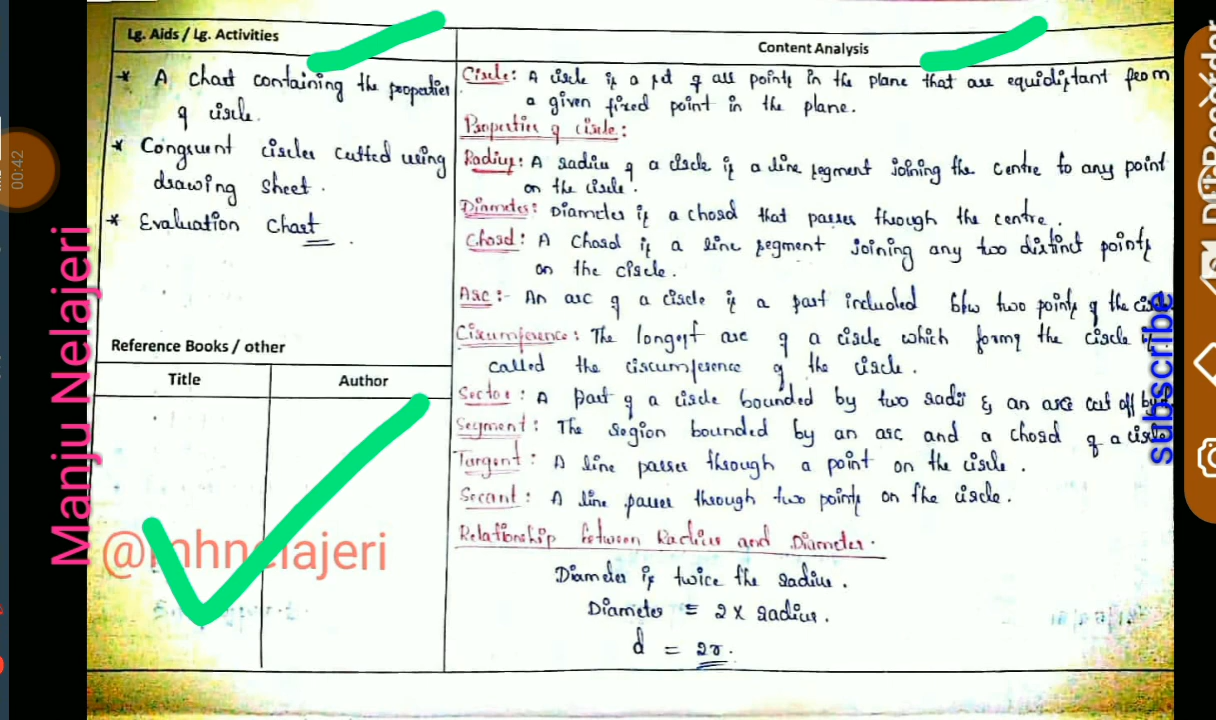 Lg. Aids / Lg. Activities
* A chart containing the properties
of circle.
* Congruent circles cutted using
drawing sheet.
* Evaluation Chart.
Reference Books / other
Title
Author
Content Analysis
Circle: A circle is a set of all points in the plane that are equidistant from
a given fixed point in the plane.
Properties of circle:
Radius: A radius of a circle is a line segment joining the centre to any point
on the circle.
Diameter: Diameter is a chord that passes through the centre.
Chord: A chord is a line segment joining any two distinct points
on the circle.
Arc:- An arc of a circle is a part included b/w two points of the circle
Circumference: The longest arc of a circle which forms the circle is
called the circumference of the circle.
Sector: A part of a circle bounded by two radii & an arc cut off by
Segment: The region bounded by an arc and a chord of a circle
Tangent: A line passes through a point on the circle.
Secant: A line passes through two points on the circle.
Relationship between Radius and Diameter.
Diameter is twice the radius.
Diameter = 2 x radius.
d = 2r.
Manju Nelajeri
@mhnelajeri
subscribe
00:42
DU Recorder